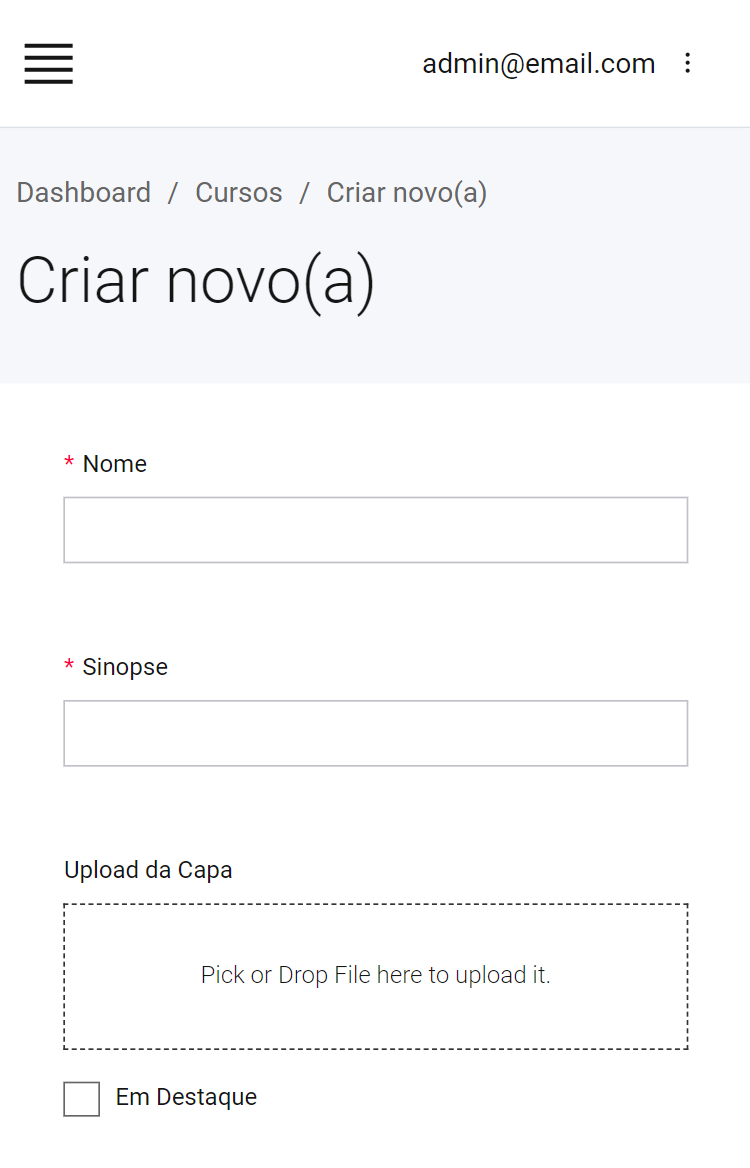 admin@email.com
Dashboard / Cursos / Criar novo(a)
Criar novo(a)
* Nome
* Sinopse
Upload da Capa
Pick or Drop File here to upload it.
Em Destaque